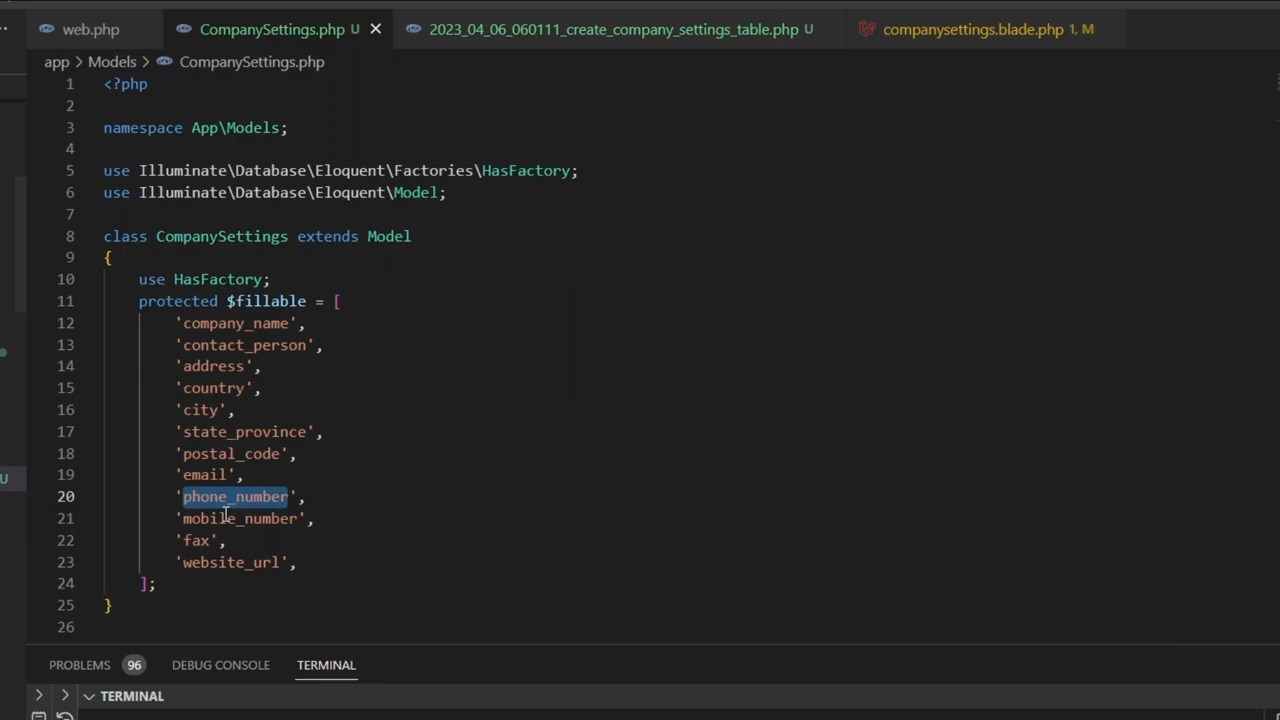 web.php
CompanySettings.php U
2023_04_06_060111_create_company_settings_table.php U
companysettings.blade.php 1, M
app > Models > CompanySettings.php
1 <?php
2
3 namespace App\Models;
4
5 use Illuminate\Database\Eloquent\Factories\HasFactory;
6 use Illuminate\Database\Eloquent\Model;
7
8 class CompanySettings extends Model
9 {
10 use HasFactory;
11 protected $fillable = [
12 'company_name',
13 'contact_person',
14 'address',
15 'country',
16 'city',
17 'state_province',
18 'postal_code',
19 'email',
20 'phone_number',
21 'mobile_number',
22 'fax',
23 'website_url',
24 ];
25 }
26
U
PROBLEMS 96 DEBUG CONSOLE TERMINAL
TERMINAL